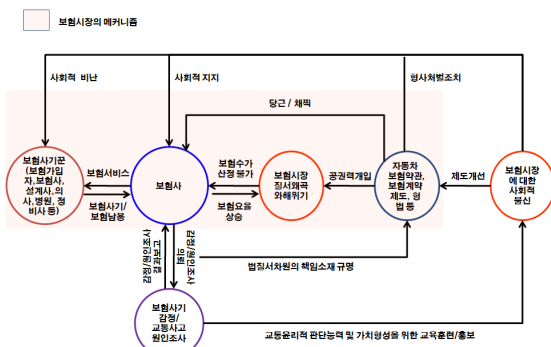 보험시장의 메커니즘
사회적 비난
사회적 지지
형사처벌조치
당근 / 채찍
보험사기꾼
(보험가입
자,보험사,
설계사,의
사,병원, 정
비사 등)
보험서비스
보험사기/
보험남용
보험사
보험수가
산정 불가
보험요율
상승
보험시장
질서왜곡
와해위기
공권력개입
자동차
보험약관,
보험계약
제도, 형
법 등
제도개선
보험시장
에 대한
사회적
불신
감정/원인조사
결과보고
감정/원인조사
의뢰
법질서차원의 책임소재 규명
보험사기
감정/
교통사고
원인조사
교통윤리적 판단능력 및 가치형성을 위한 교육훈련/홍보